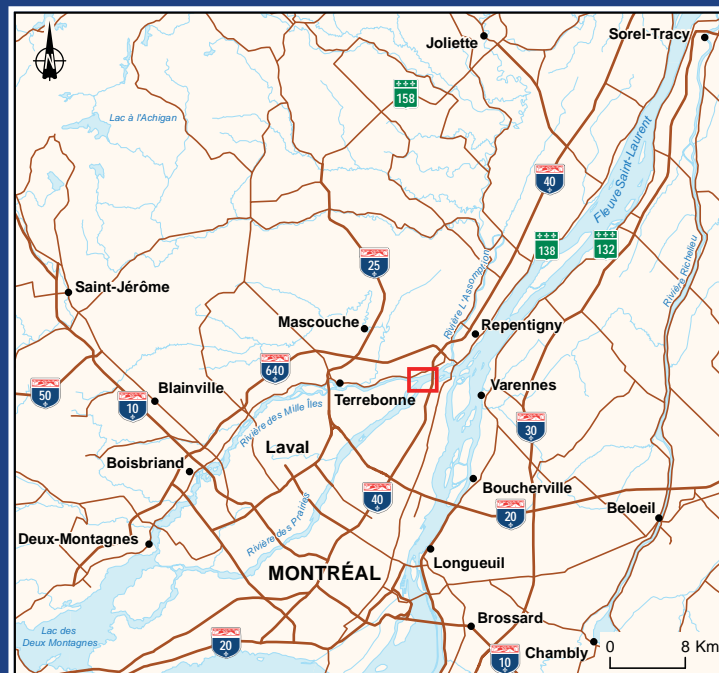 Joliette
Sorel-Tracy
158
Lac à l'Achigan
Fleuve Saint-Laurent
40
138
132
25
Rivière L'Assomption
Rivière Richelieu
Saint-Jérôme
Mascouche
Repentigny
640
50
10
Blainville
Terrebonne
Varennes
Rivière des Mille Îles
30
Laval
Boisbriand
Boucherville
40
20
Beloeil
Rivière des Prairies
Deux-Montagnes
Longueuil
MONTRÉAL
Brossard
Lac des
Deux Montagnes
20
10
Chambly
0 8 Km